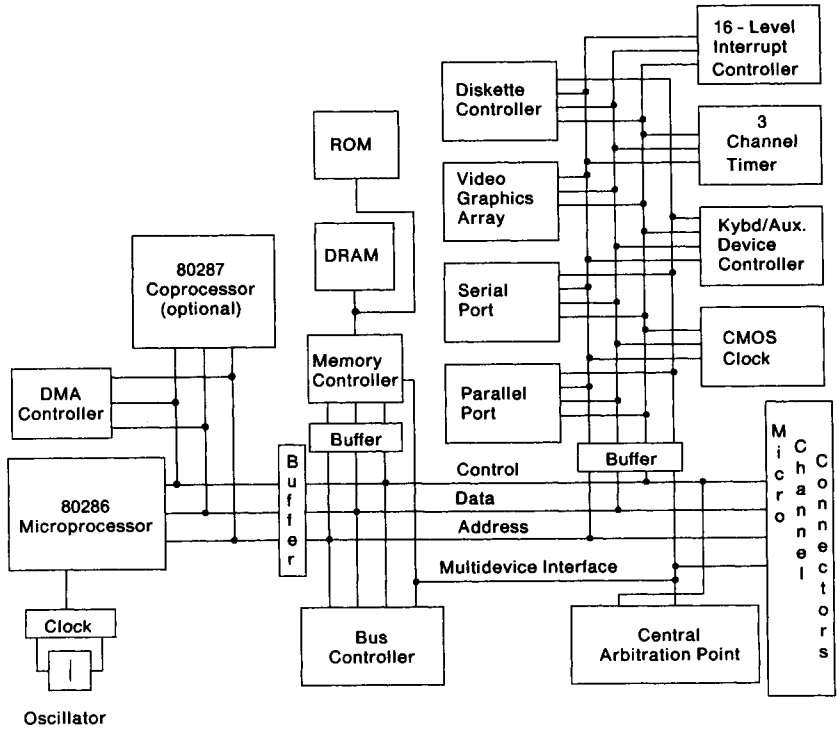 16 - Level
Interrupt
Controller
Diskette
Controller
3
Channel
Timer
ROM
Video
Graphics
Array
Kybd/Aux.
Device
Controller
DRAM
80287
Coprocessor
(optional)
Serial
Port
CMOS
Clock
Memory
Controller
DMA
Controller
Parallel
Port
Buffer
Buffer
Buffer
Micro
Channel
Connectors
80286
Microprocessor
Control
Data
Address
Multidevice Interface
Clock
Bus
Controller
Central
Arbitration Point
Oscillator